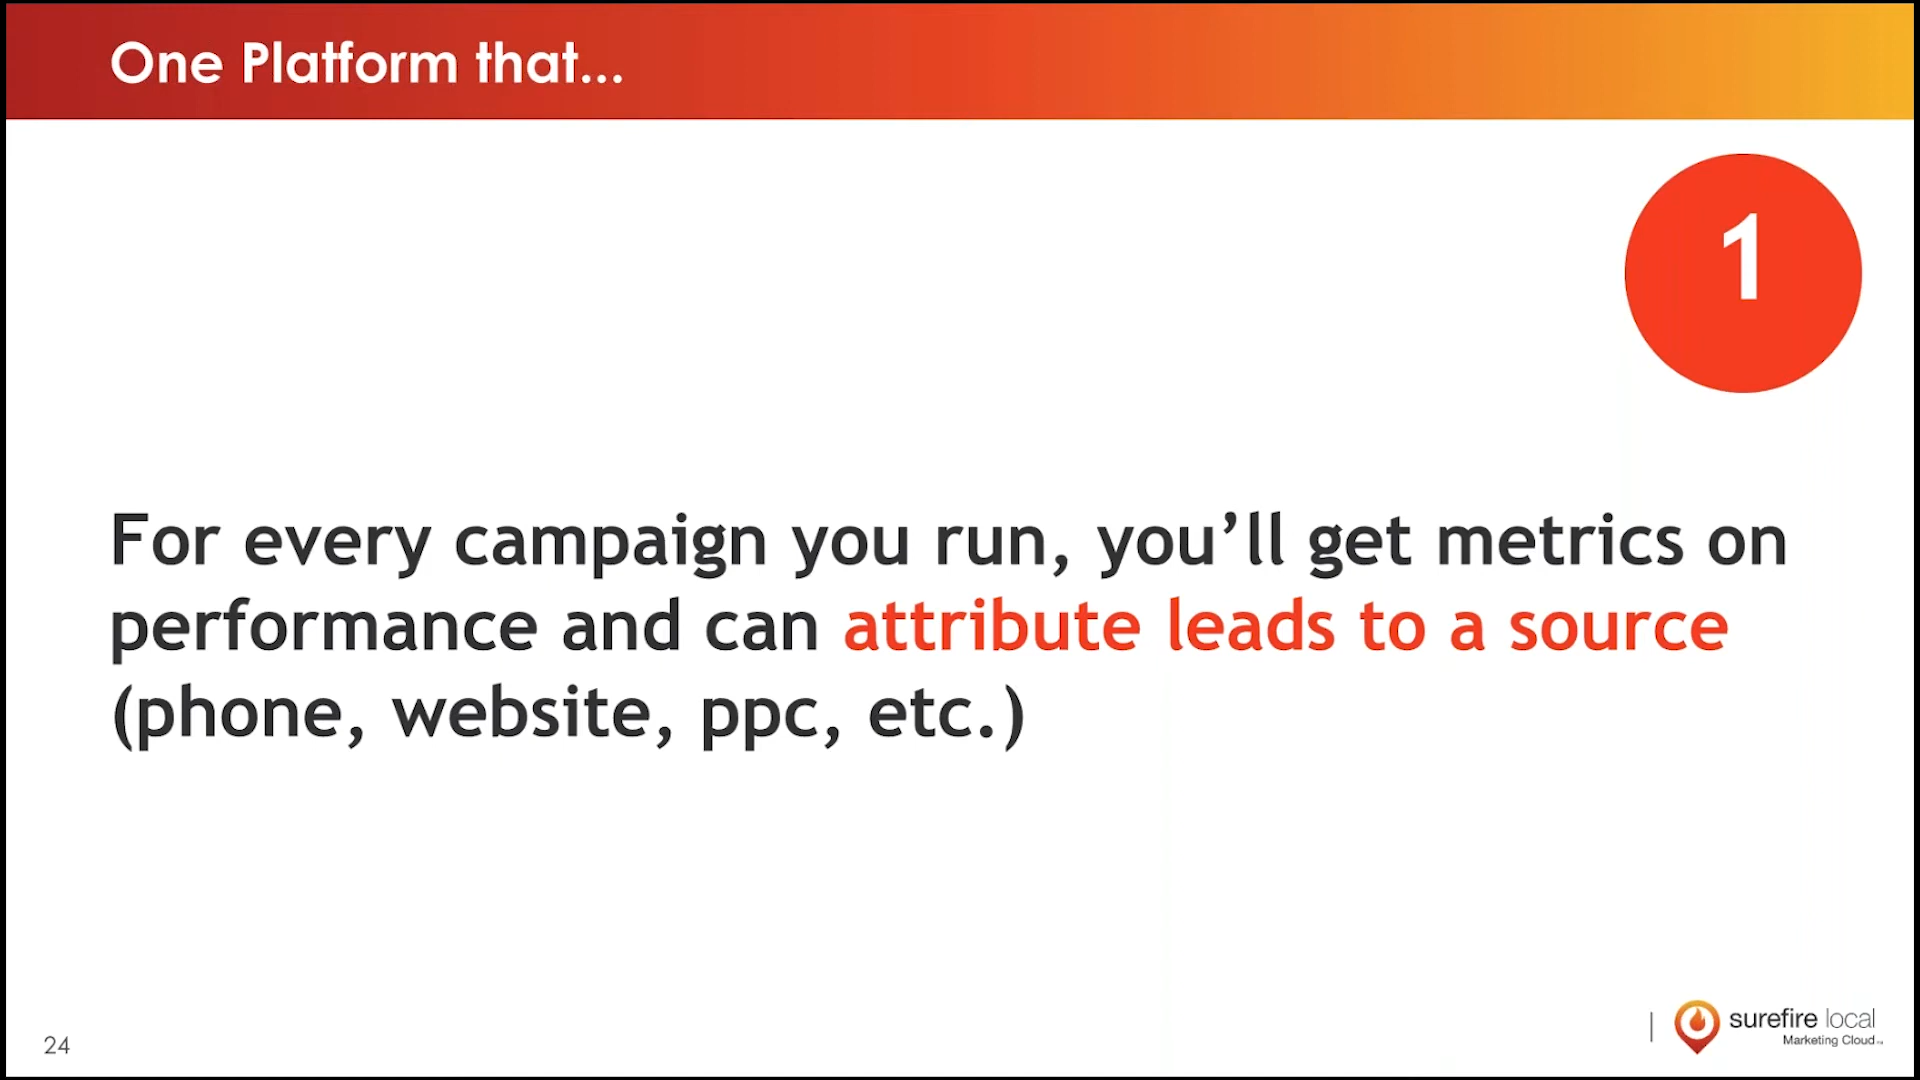 One Platform that...
1
For every campaign you run, you’ll get metrics on
performance and can attribute leads to a source
(phone, website, ppc, etc.)
24
surefire local
Marketing Cloud